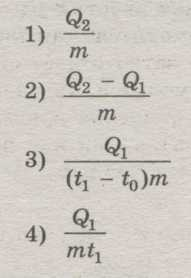 1) Q₂/m
2) (Q₂ − Q₁)/m
3) Q₁/((t₁ − t₀)m)
4) Q₁/(mt₁)